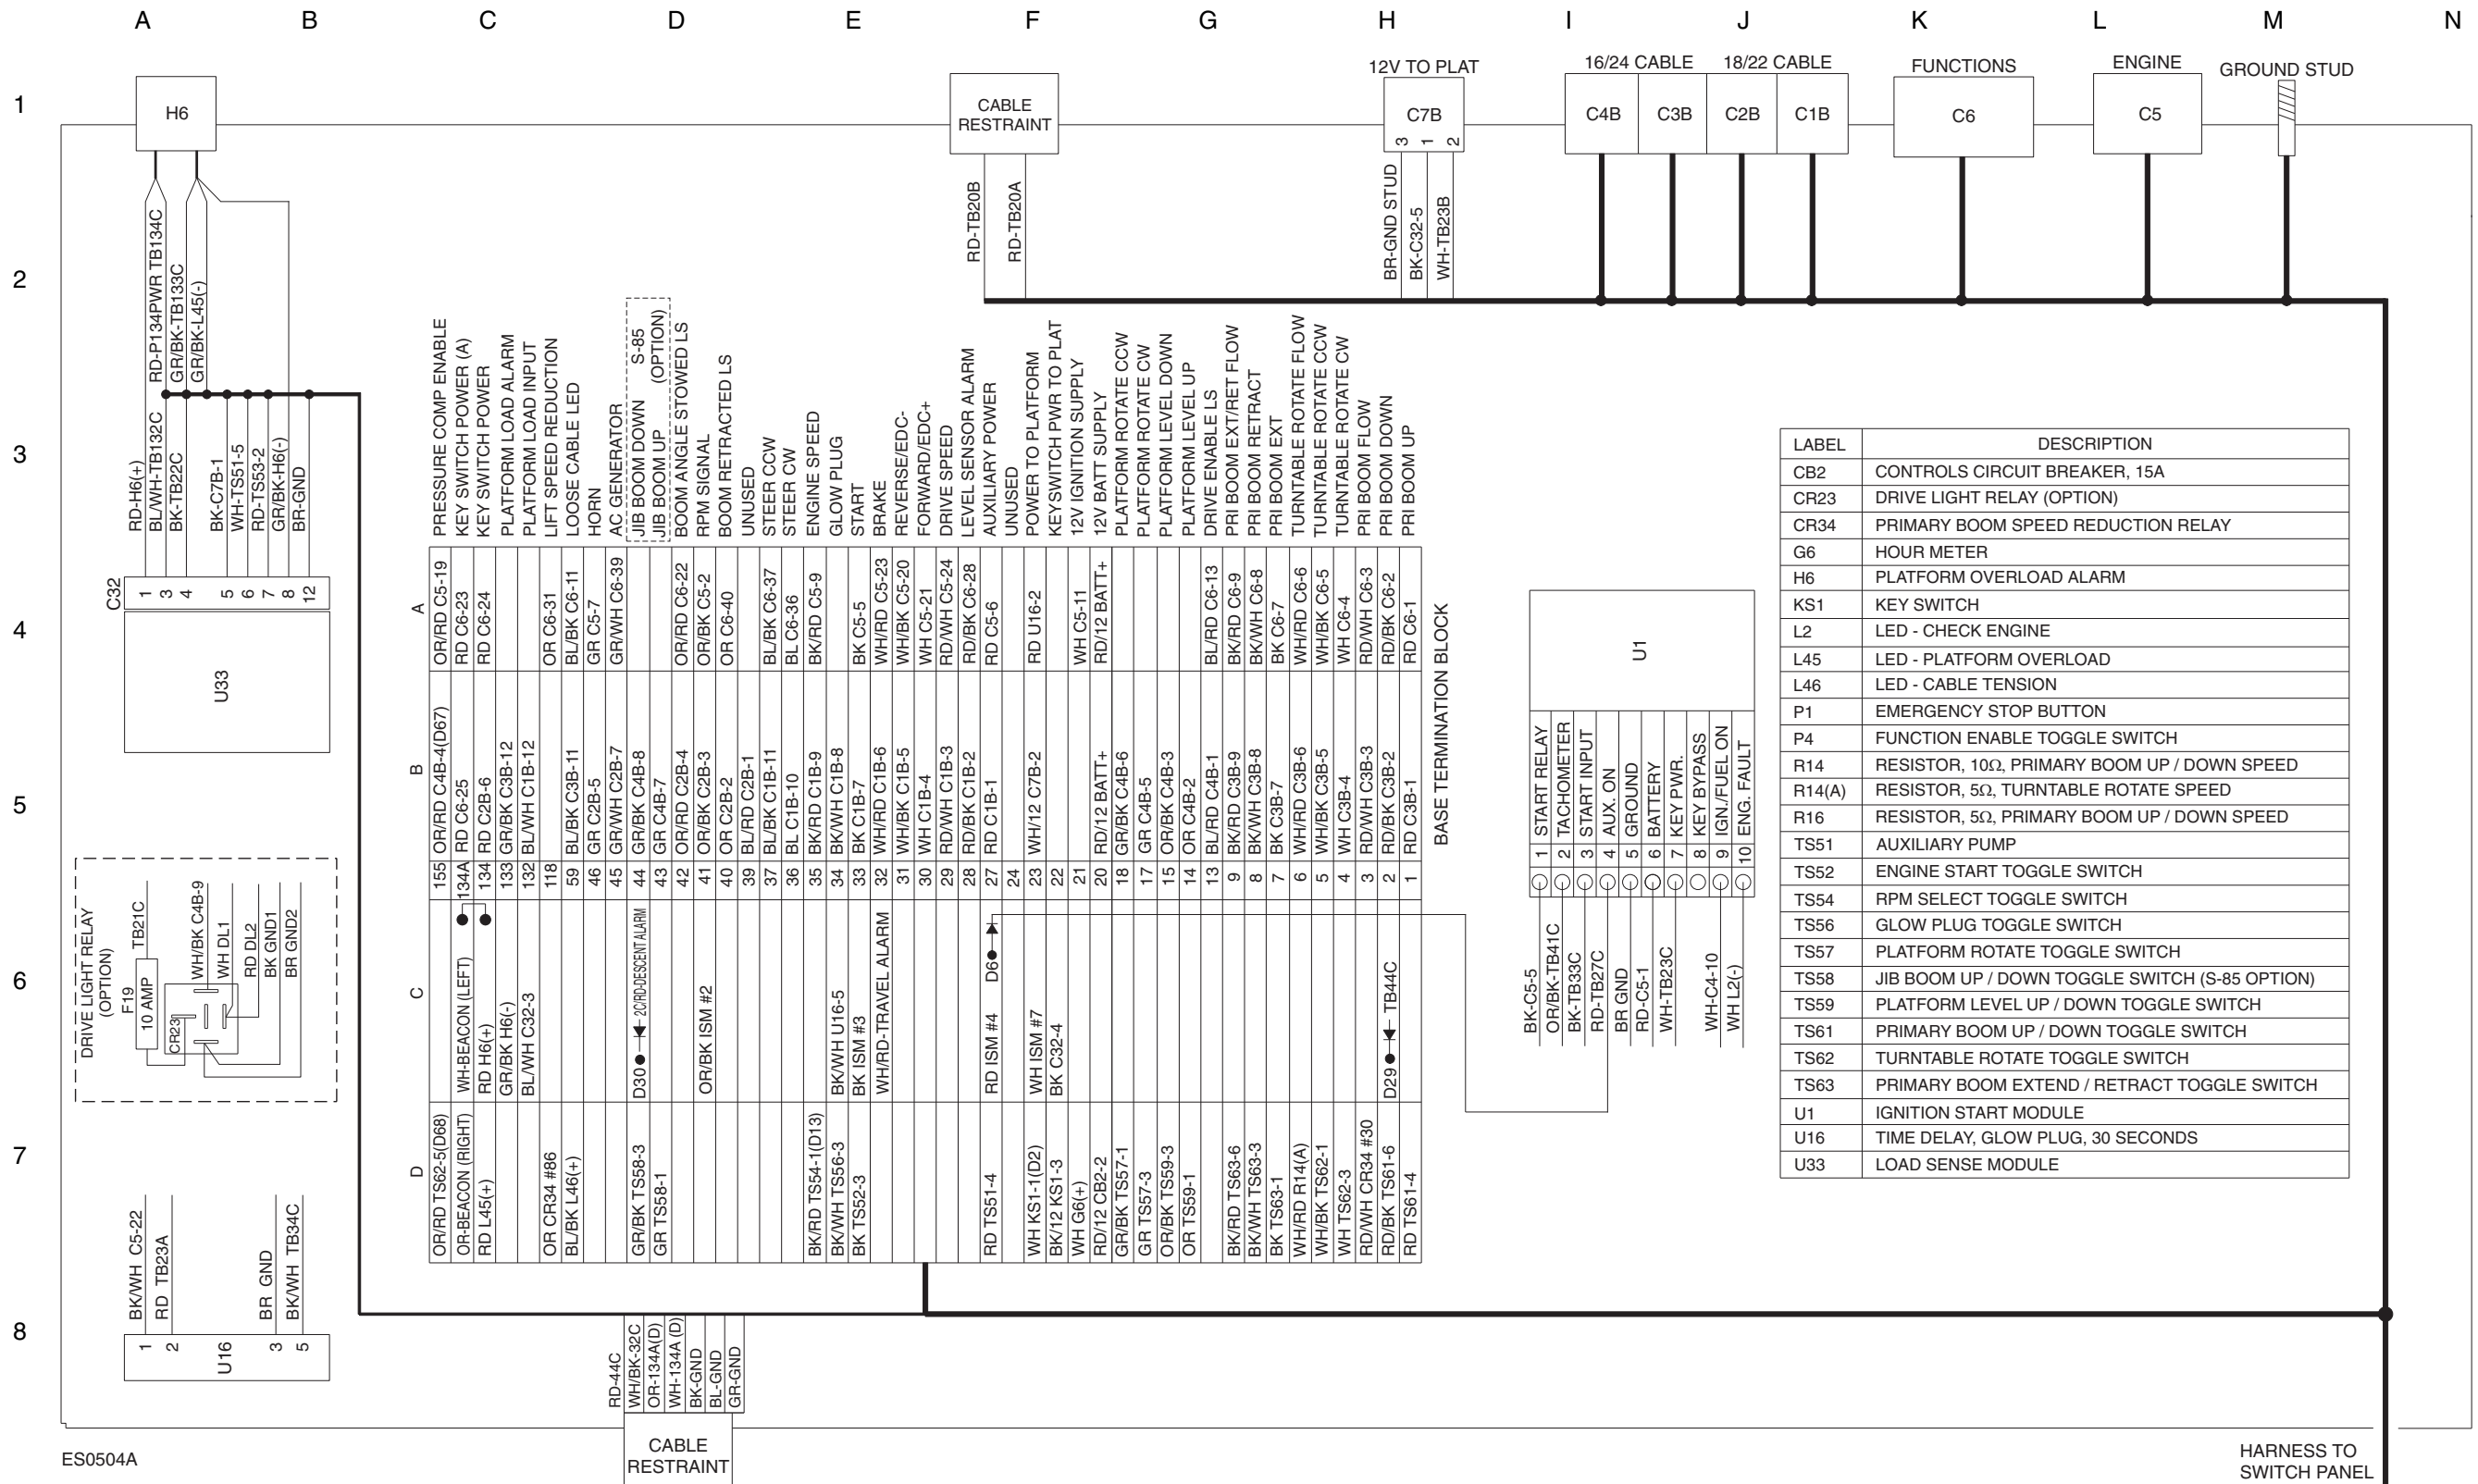 A B C D E F G H I J K L M N
1
2
3
4
5
6
7
8
H6
CABLE
RESTRAINT
12V TO PLAT
C7B
3 1 2
16/24 CABLE
C4B
C3B
18/22 CABLE
C2B
C1B
FUNCTIONS
C6
ENGINE
C5
GROUND STUD
RD-P134PWR TB134C
GR/BK-TB133C
GR/BK-L45(-)
RD-TB20B
RD-TB20A
BR-GND STUD
BK-C32-5
WH-TB23B
RD-H6(+)
BL/WH-TB132C
BK-TB22C
BK-C7B-1
WH-TS51-5
RD-TS53-2
GR/BK-H6(-)
BR-GND
C32
1 3 4 5 6 7 8 12
U33
PRESSURE COMP ENABLE
KEY SWITCH POWER (A)
KEY SWITCH POWER
PLATFORM LOAD ALARM
PLATFORM LOAD INPUT
LIFT SPEED REDUCTION
LOOSE CABLE LED
HORN
AC GENERATOR
JIB BOOM DOWN S-85
JIB BOOM UP (OPTION)
BOOM ANGLE STOWED LS
RPM SIGNAL
BOOM RETRACTED LS
UNUSED
STEER CCW
STEER CW
ENGINE SPEED
GLOW PLUG
START
BRAKE
REVERSE/EDC-
FORWARD/EDC+
DRIVE SPEED
LEVEL SENSOR ALARM
AUXILIARY POWER
UNUSED
POWER TO PLATFORM
KEYSWITCH PWR TO PLAT
12V IGNITION SUPPLY
12V BATT SUPPLY
PLATFORM ROTATE CCW
PLATFORM ROTATE CW
PLATFORM LEVEL DOWN
PLATFORM LEVEL UP
DRIVE ENABLE LS
PRI BOOM EXT/RET FLOW
PRI BOOM RETRACT
PRI BOOM EXT
TURNTABLE ROTATE FLOW
TURNTABLE ROTATE CCW
TURNTABLE ROTATE CW
PRI BOOM FLOW
PRI BOOM DOWN
PRI BOOM UP
A
OR/RD C5-19
RD C6-23
RD C6-24
OR C6-31
BL/BK C6-11
GR C5-7
GR/WH C6-39
OR/RD C6-22
OR/BK C5-2
OR C6-40
BL/BK C6-37
BL C6-36
BK/RD C5-9
BK C5-5
WH/RD C5-23
WH/BK C5-20
WH C5-21
RD/WH C5-24
RD/BK C6-28
RD C5-6
RD U16-2
WH C5-11
RD/12 BATT+
BL/RD C6-13
BK/RD C6-9
BK/WH C6-8
BK C6-7
WH/RD C6-6
WH/BK C6-5
WH C6-4
RD/WH C6-3
RD/BK C6-2
RD C6-1
B
OR/RD C4B-4(D67)
RD C6-25
RD C2B-6
GR/BK C3B-12
BL/WH C1B-12
BL/BK C3B-11
GR C2B-5
GR/WH C2B-7
GR/BK C4B-8
GR C4B-7
OR/RD C2B-4
OR/BK C2B-3
OR C2B-2
BL/RD C2B-1
BL/BK C1B-11
BL C1B-10
BK/RD C1B-9
BK/WH C1B-8
BK C1B-7
WH/RD C1B-6
WH/BK C1B-5
WH C1B-4
RD/WH C1B-3
RD/BK C1B-2
RD C1B-1
WH/12 C7B-2
RD/12 BATT+
GR/BK C4B-6
GR C4B-5
OR/BK C4B-3
OR C4B-2
BL/RD C4B-1
BK/RD C3B-9
BK/WH C3B-8
BK C3B-7
WH/RD C3B-6
WH/BK C3B-5
WH C3B-4
RD/WH C3B-3
RD/BK C3B-2
RD C3B-1
155 134A 134 133 132 118 59 46 45 44 43 42 41 40 39 37 36 35 34 33 32 31 30 29 28 27 24 23 22 21 20 18 17 15 14 13 9 8 7 6 5 4 3 2 1
C
WH-BEACON (LEFT)
RD H6(+)
GR/BK H6(-)
BL/WH C32-3
D30 2C/RD-DESCENT ALARM
OR/BK ISM #2
BK/WH U16-5
BK ISM #3
WH/RD-TRAVEL ALARM
RD ISM #4 D6
WH ISM #7
BK C32-4
D29 TB44C
D
OR/RD TS62-5(D68)
OR-BEACON (RIGHT)
RD L45(+)
OR CR34 #86
BL/BK L46(+)
GR/BK TS58-3
GR TS58-1
BK/RD TS54-1(D13)
BK/WH TS56-3
BK TS52-3
RD TS51-4
WH KS1-1(D2)
BK/12 KS1-3
WH G6(+)
RD/12 CB2-2
GR/BK TS57-1
GR TS57-3
OR/BK TS59-3
OR TS59-1
BK/RD TS63-6
BK/WH TS63-3
BK TS63-1
WH/RD R14(A)
WH/BK TS62-1
WH TS62-3
RD/WH CR34 #30
RD/BK TS61-6
RD TS61-4
BASE TERMINATION BLOCK
U1
START RELAY
TACHOMETER
START INPUT
AUX. ON
GROUND
BATTERY
KEY PWR.
KEY BYPASS
IGN./FUEL ON
ENG. FAULT
1 2 3 4 5 6 7 8 9 10
BK-C5-5
OR/BK-TB41C
BK-TB33C
RD-TB27C
BR GND
RD-C5-1
WH-TB23C
WH-C4-10
WH L2(-)
LABEL DESCRIPTION
CB2 CONTROLS CIRCUIT BREAKER, 15A
CR23 DRIVE LIGHT RELAY (OPTION)
CR34 PRIMARY BOOM SPEED REDUCTION RELAY
G6 HOUR METER
H6 PLATFORM OVERLOAD ALARM
KS1 KEY SWITCH
L2 LED - CHECK ENGINE
L45 LED - PLATFORM OVERLOAD
L46 LED - CABLE TENSION
P1 EMERGENCY STOP BUTTON
P4 FUNCTION ENABLE TOGGLE SWITCH
R14 RESISTOR, 10Ω, PRIMARY BOOM UP / DOWN SPEED
R14(A) RESISTOR, 5Ω, TURNTABLE ROTATE SPEED
R16 RESISTOR, 5Ω, PRIMARY BOOM UP / DOWN SPEED
TS51 AUXILIARY PUMP
TS52 ENGINE START TOGGLE SWITCH
TS54 RPM SELECT TOGGLE SWITCH
TS56 GLOW PLUG TOGGLE SWITCH
TS57 PLATFORM ROTATE TOGGLE SWITCH
TS58 JIB BOOM UP / DOWN TOGGLE SWITCH (S-85 OPTION)
TS59 PLATFORM LEVEL UP / DOWN TOGGLE SWITCH
TS61 PRIMARY BOOM UP / DOWN TOGGLE SWITCH
TS62 TURNTABLE ROTATE TOGGLE SWITCH
TS63 PRIMARY BOOM EXTEND / RETRACT TOGGLE SWITCH
U1 IGNITION START MODULE
U16 TIME DELAY, GLOW PLUG, 30 SECONDS
U33 LOAD SENSE MODULE
DRIVE LIGHT RELAY
(OPTION)
F19
10 AMP
TB21C
CR23
WH/BK C4B-9
WH DL1
RD DL2
BK GND1
BR GND2
BK/WH C5-22
RD TB23A
BR GND
BK/WH TB34C
1 2 3 5
U16
RD-44C
WH/BK-32C
OR-134A(D)
WH-134A (D)
BK-GND
BL-GND
GR-GND
CABLE
RESTRAINT
ES0504A
HARNESS TO
SWITCH PANEL